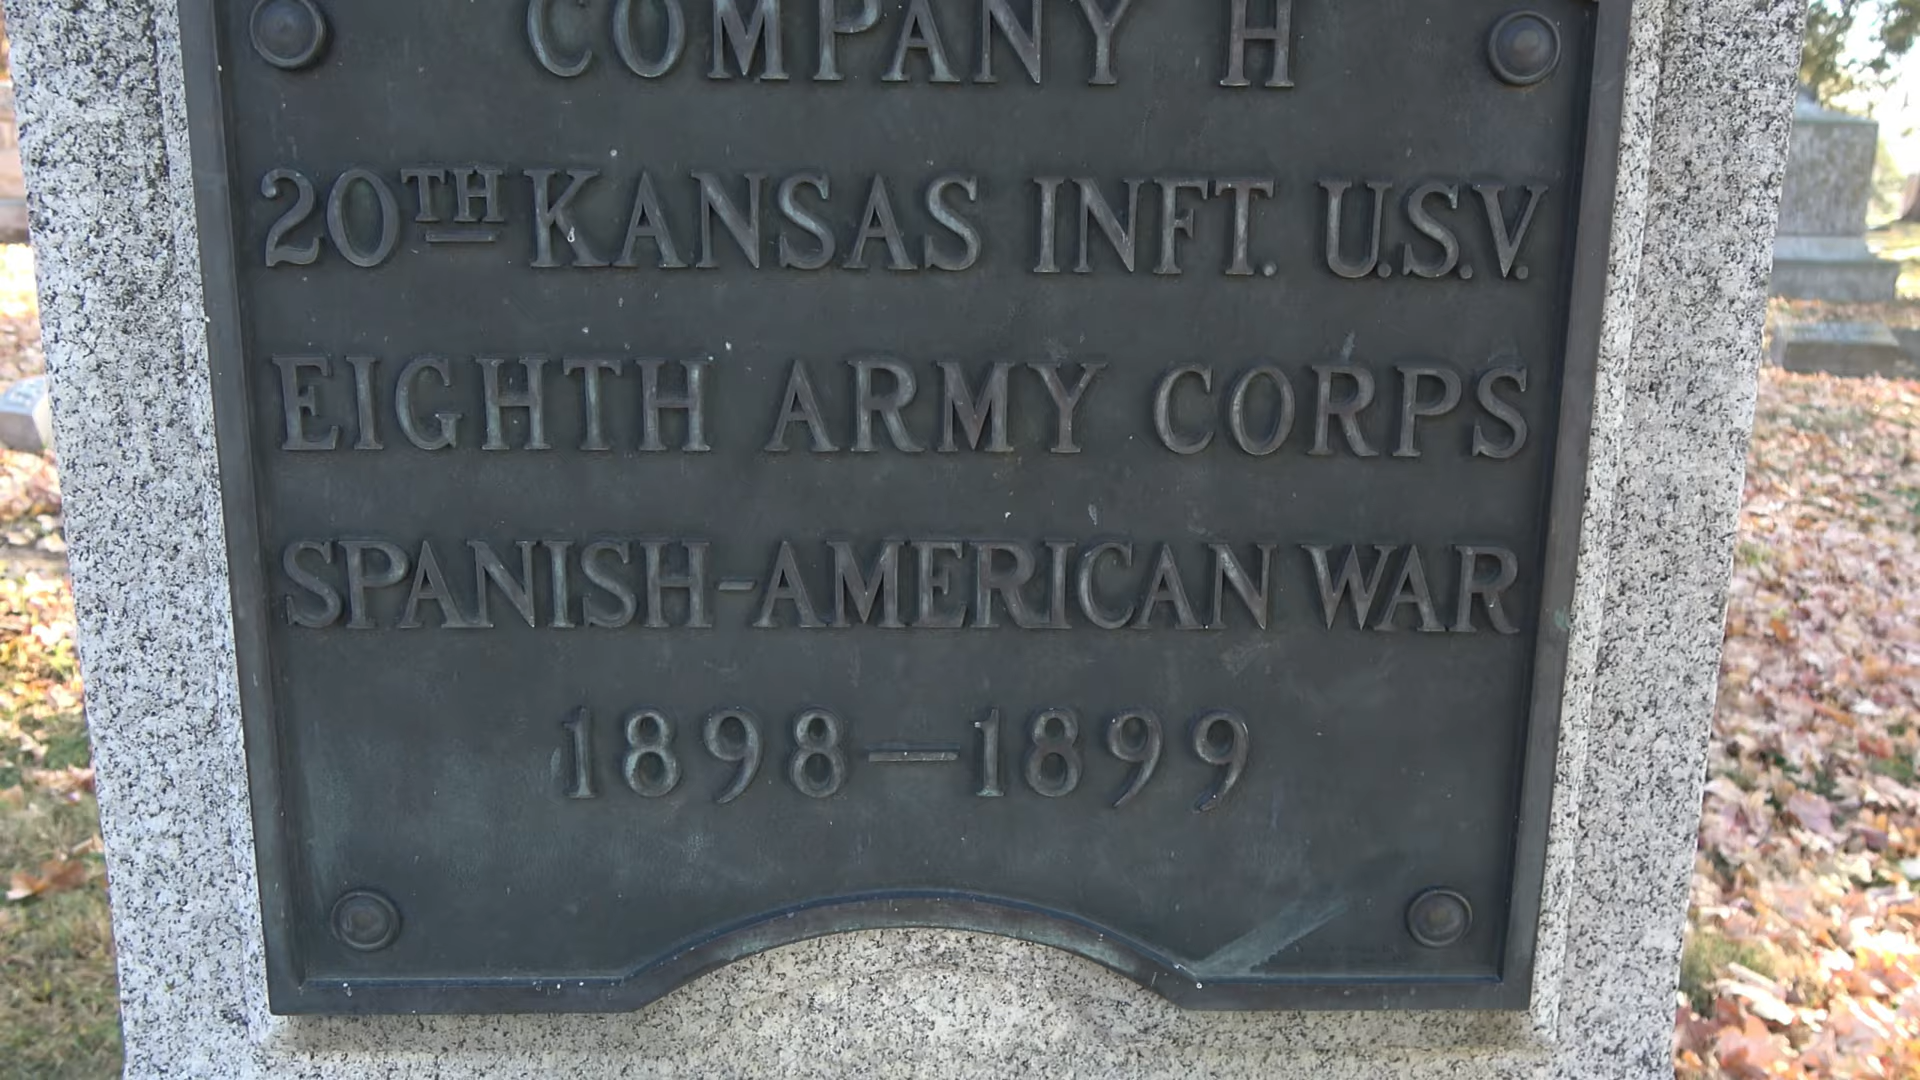 COMPANY H
20TH KANSAS INFT. U.S.V.
EIGHTH ARMY CORPS
SPANISH-AMERICAN WAR
1898—1899